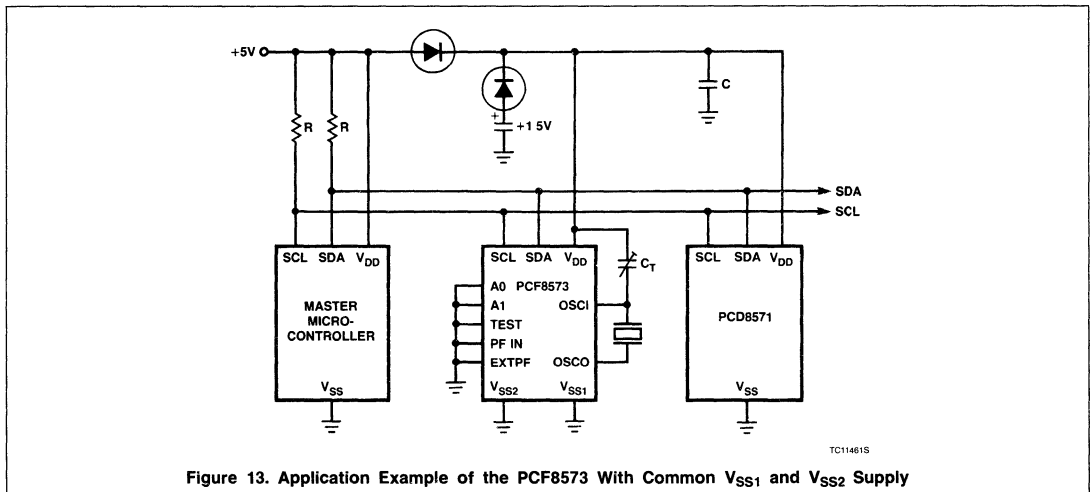 +5V
C
R R
+ +1 5V
SDA
SCL
SCL SDA VDD
SCL SDA VDD
SCL SDA VDD
CT
A0 PCF8573
A1 OSCI
TEST
PF IN
EXTPF OSCO
MASTER
MICRO-
CONTROLLER
PCD8571
VSS
VSS2 VSS1
VSS
TC11461S
Figure 13. Application Example of the PCF8573 With Common VSS1 and VSS2 Supply